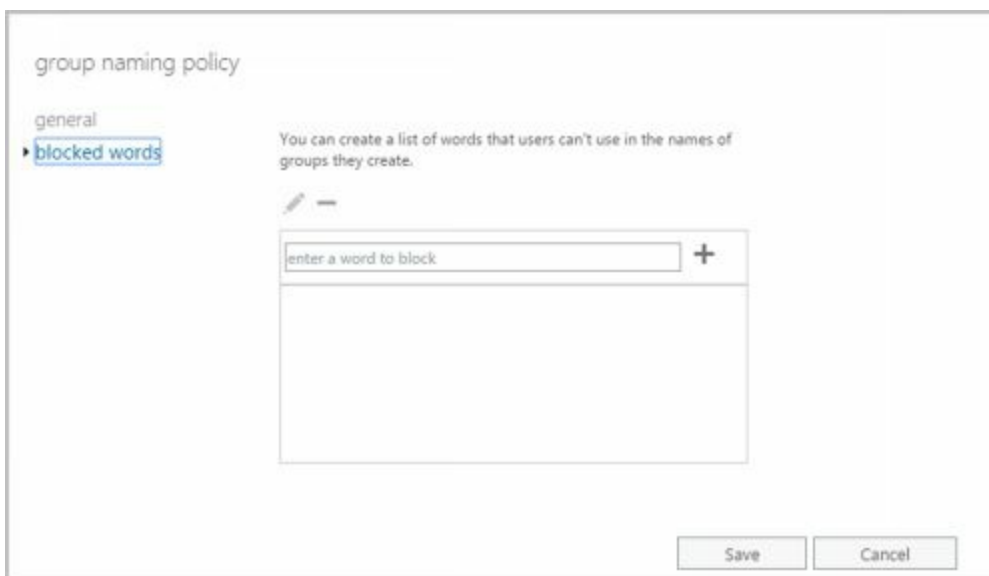 group naming policy
general
blocked words
You can create a list of words that users can't use in the names of
groups they create.
enter a word to block
Save
Cancel